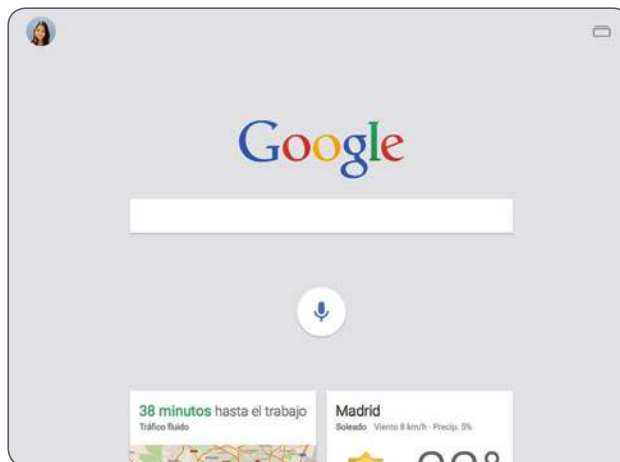 Google
38 minutos hasta el trabajo
Tráfico fluido
Madrid
Soleado Viento 8 km/h · Precip. 5%